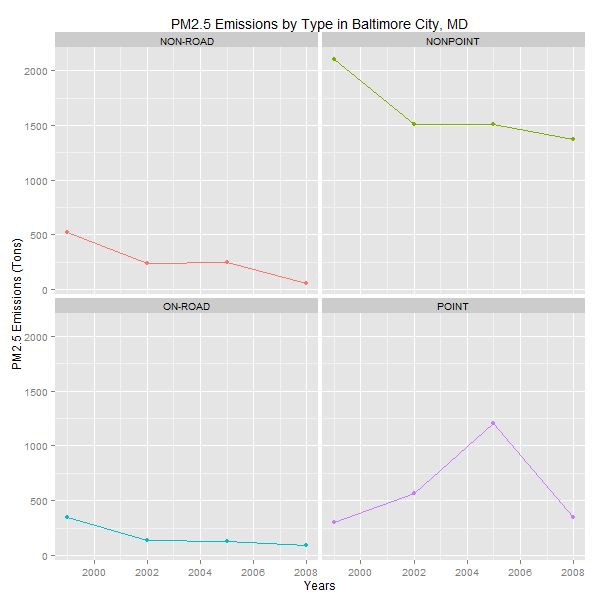 PM2.5 Emissions by Type in Baltimore City, MD
NON-ROAD
NONPOINT
2000
1500
1000
500
0
ON-ROAD
POINT
2000
1500
1000
500
0
2000 2002 2004 2006 2008
2000 2002 2004 2006 2008
Years
PM2.5 Emissions (Tons)